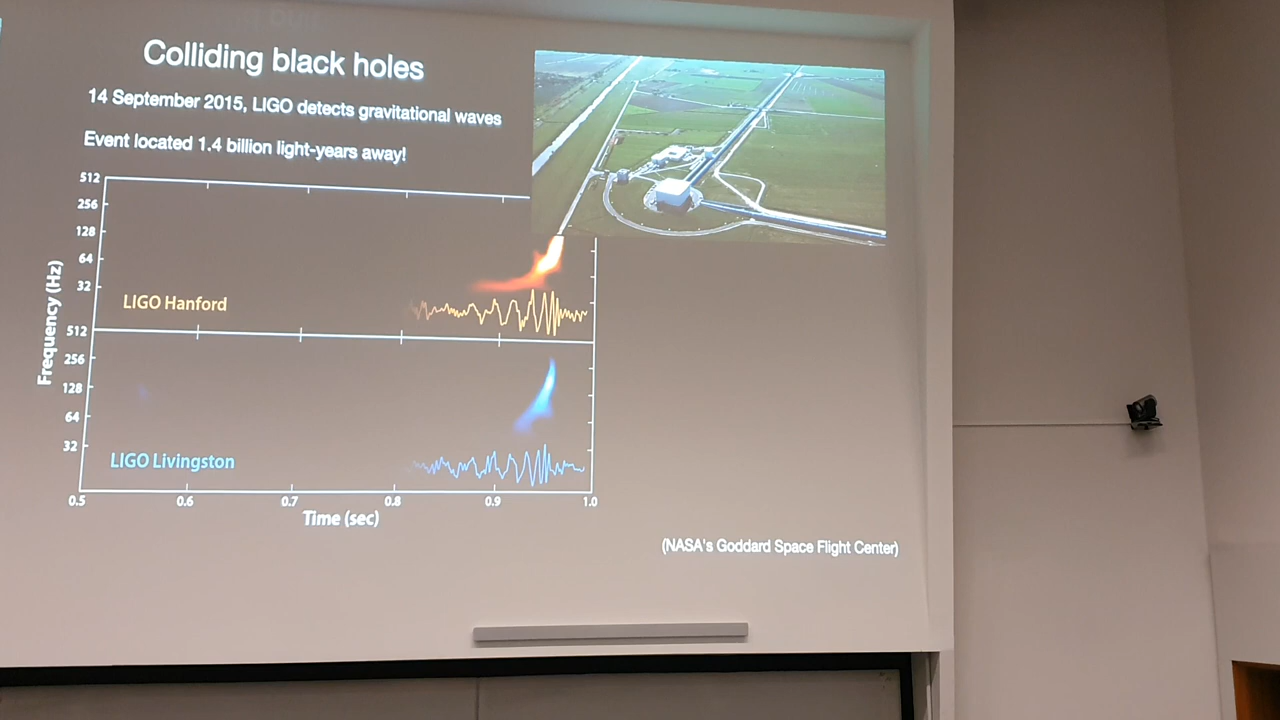 Colliding black holes
14 September 2015, LIGO detects gravitational waves
Event located 1.4 billion light-years away!
512
256
128
64
32
LIGO Hanford
512
256
128
64
32
LIGO Livingston
Frequency (Hz)
0.5 0.6 0.7 0.8 0.9 1.0
Time (sec)
(NASA's Goddard Space Flight Center)